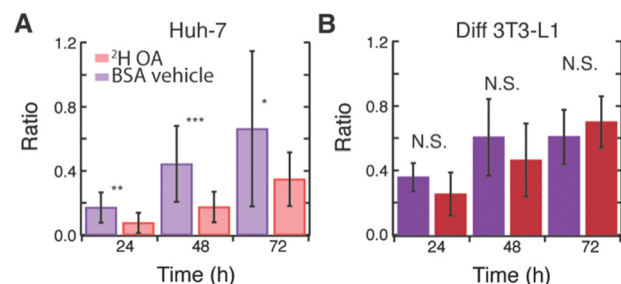 A
Huh-7
1.2
0.8
0.4
0.0
Ratio
²H OA
BSA vehicle
**
***
*
24
48
72
Time (h)
B
Diff 3T3-L1
1.2
0.8
0.4
0.0
Ratio
N.S.
N.S.
N.S.
24
48
72
Time (h)